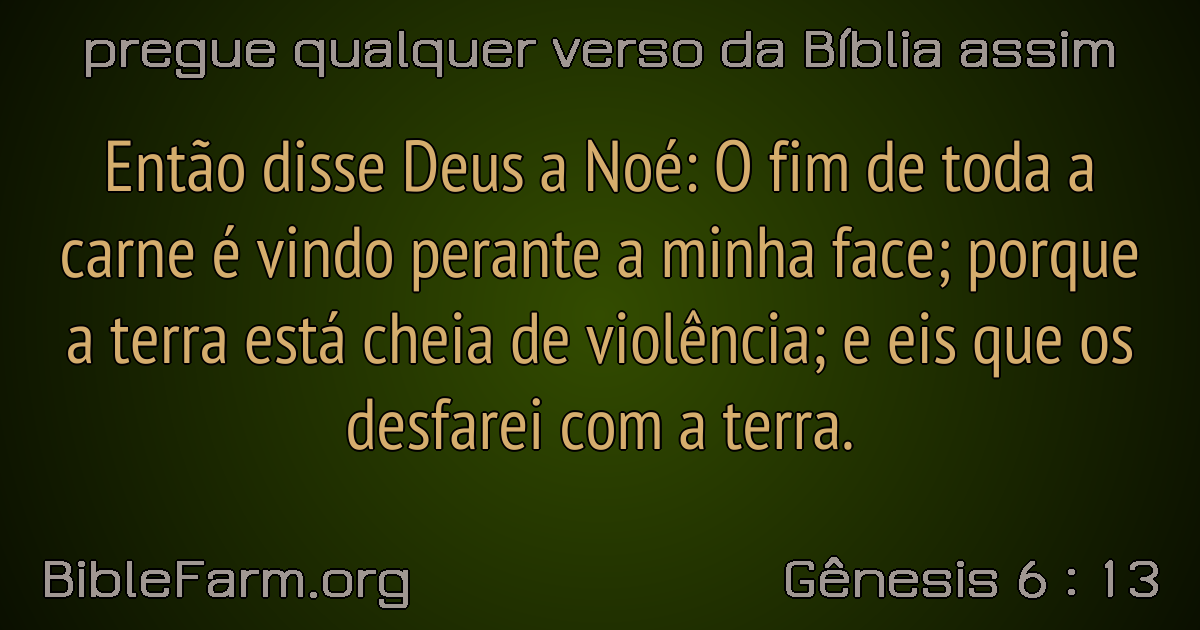 pregue qualquer verso da Bíblia assim
Então disse Deus a Noé: O fim de toda a
carne é vindo perante a minha face; porque
a terra está cheia de violência; e eis que os
desfarei com a terra.
BibleFarm.org
Gênesis 6 : 13